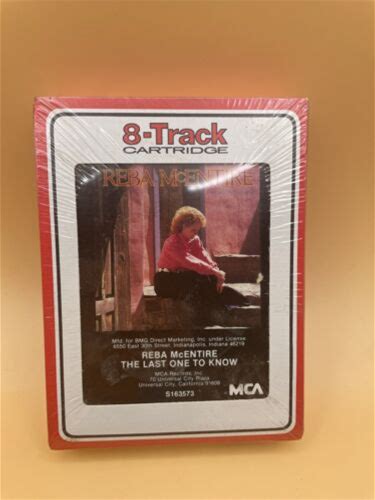 8-Track
CARTRIDGE
REBA McENTIRE
Mfd. for BMG Direct Marketing, Inc. under License
6550 East 30th Street, Indianapolis, Indiana 46219
REBA McENTIRE
THE LAST ONE TO KNOW
MCA Records, Inc.
70 Universal City Plaza
Universal City, California 91608
S163573
MCA